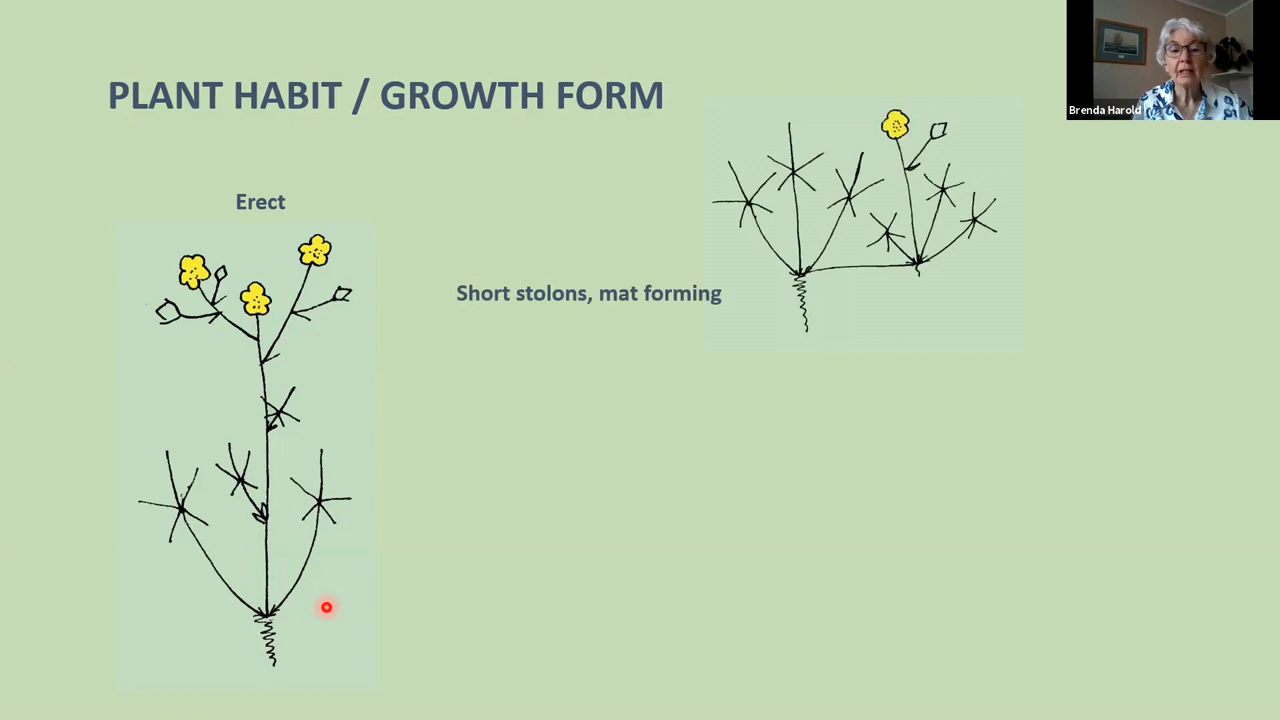 PLANT HABIT / GROWTH FORM
Brenda Harold
Erect
Short stolons, mat forming